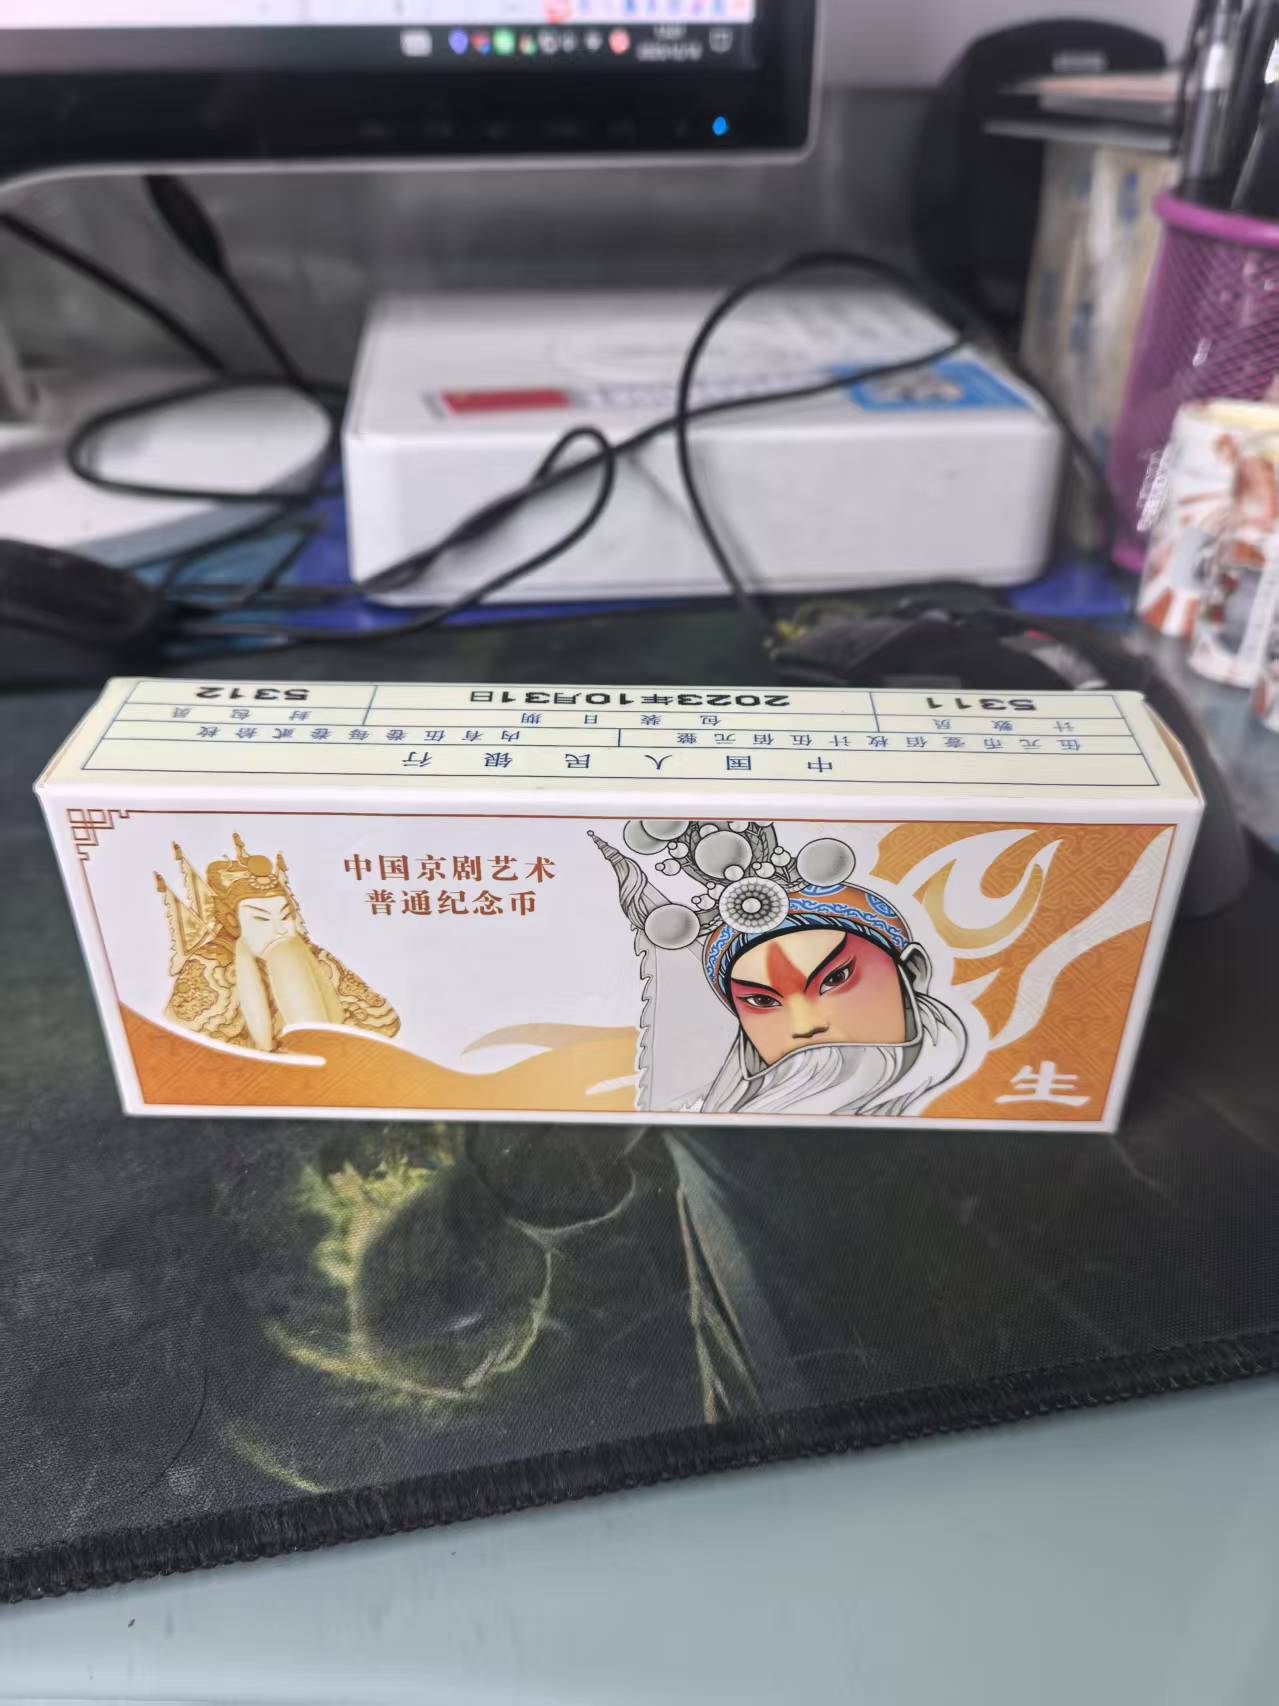 中国人民银行
伍元币壹佰枚计伍佰元整 内有伍卷每卷贰拾枚
计数员 包装日期 封包员
5311 2023年10月31日 5312
中国京剧艺术
普通纪念币
生